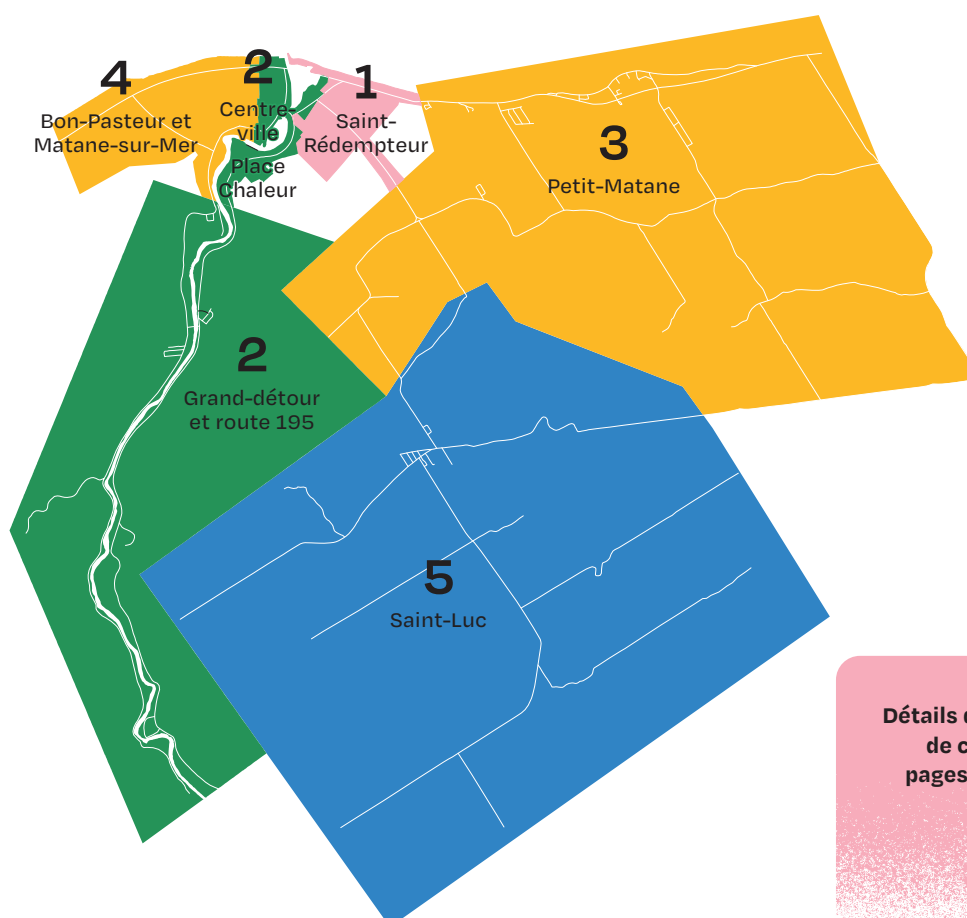 4
Bon-Pasteur et
Matane-sur-Mer
2
Centre-
ville
Place
Chaleur
1
Saint-
Rédempteur
3
Petit-Matane
2
Grand-détour
et route 195
5
Saint-Luc
Détails
de
pages